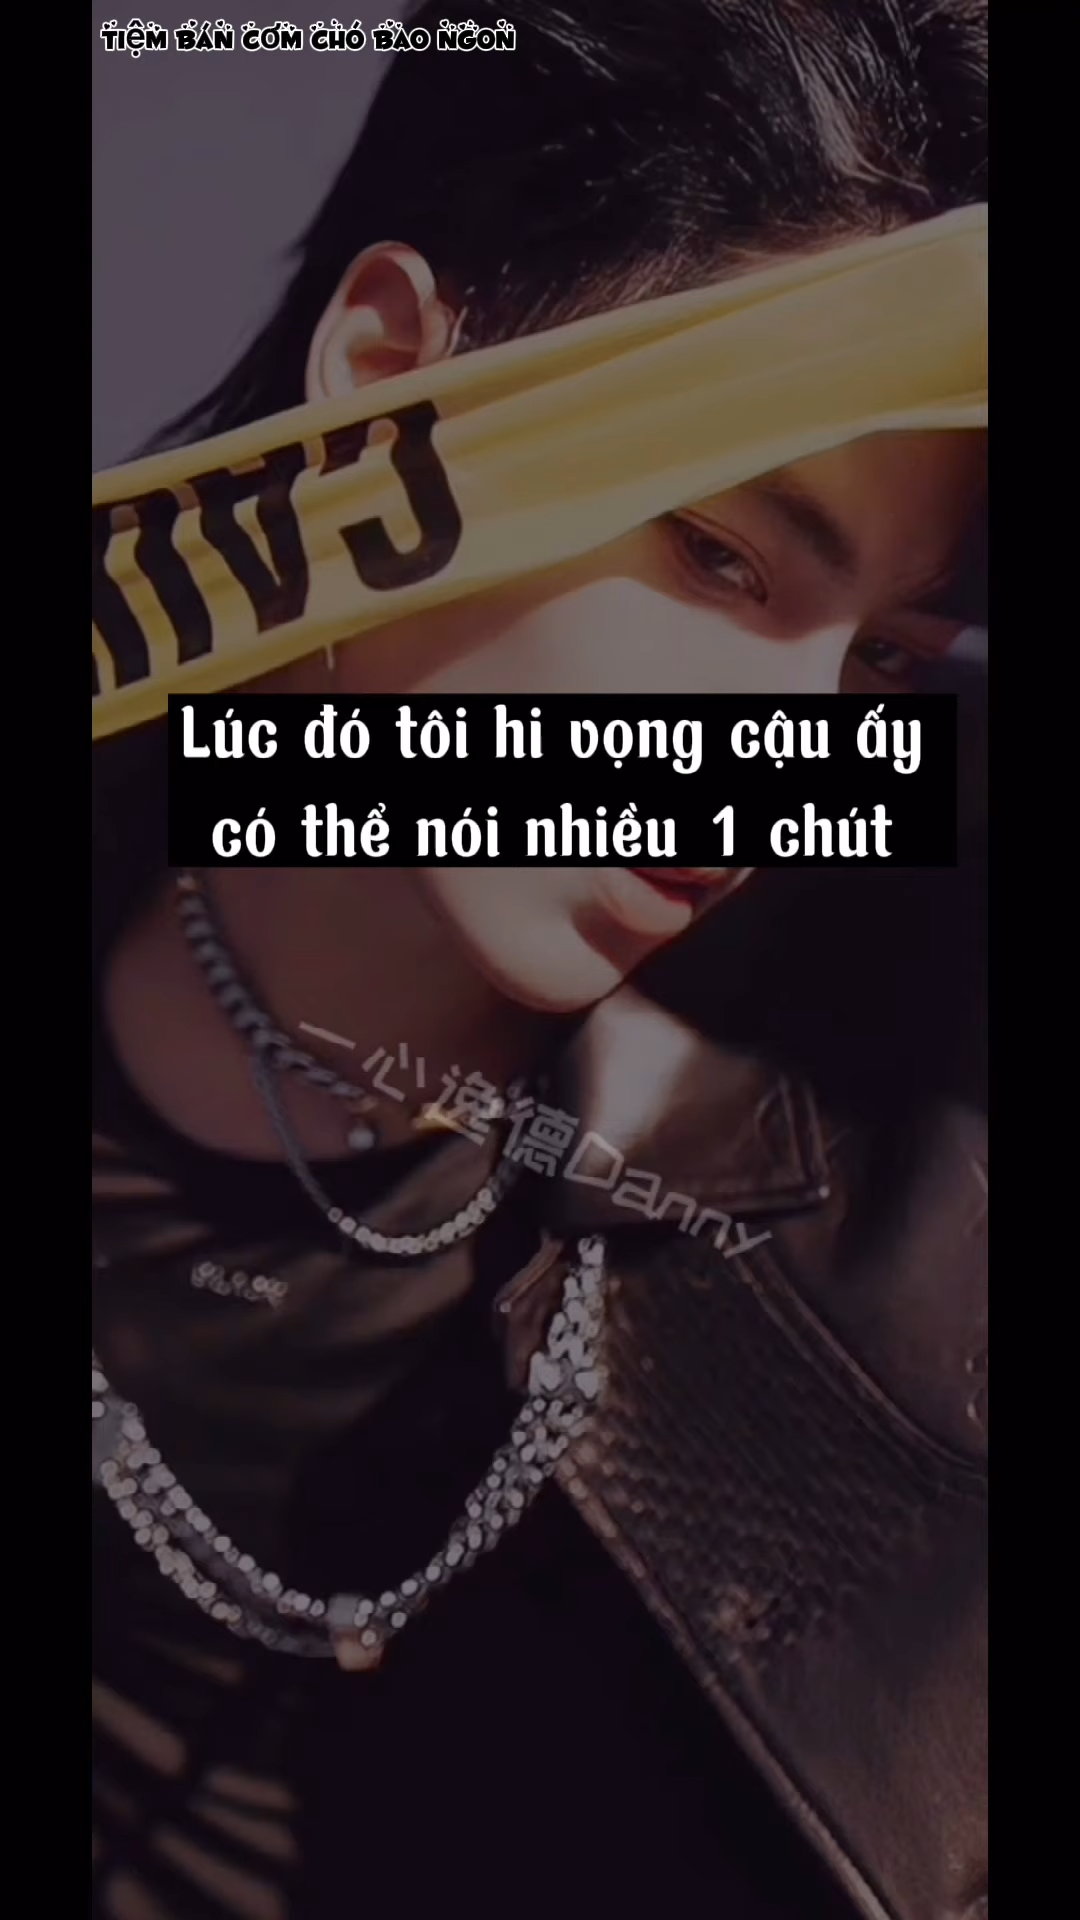 TIỆM BÁN CƠM CHÓ BAO NGON
Lúc đó tôi hi vọng cậu ấy
có thể nói nhiều 1 chút
一心逸德Danny